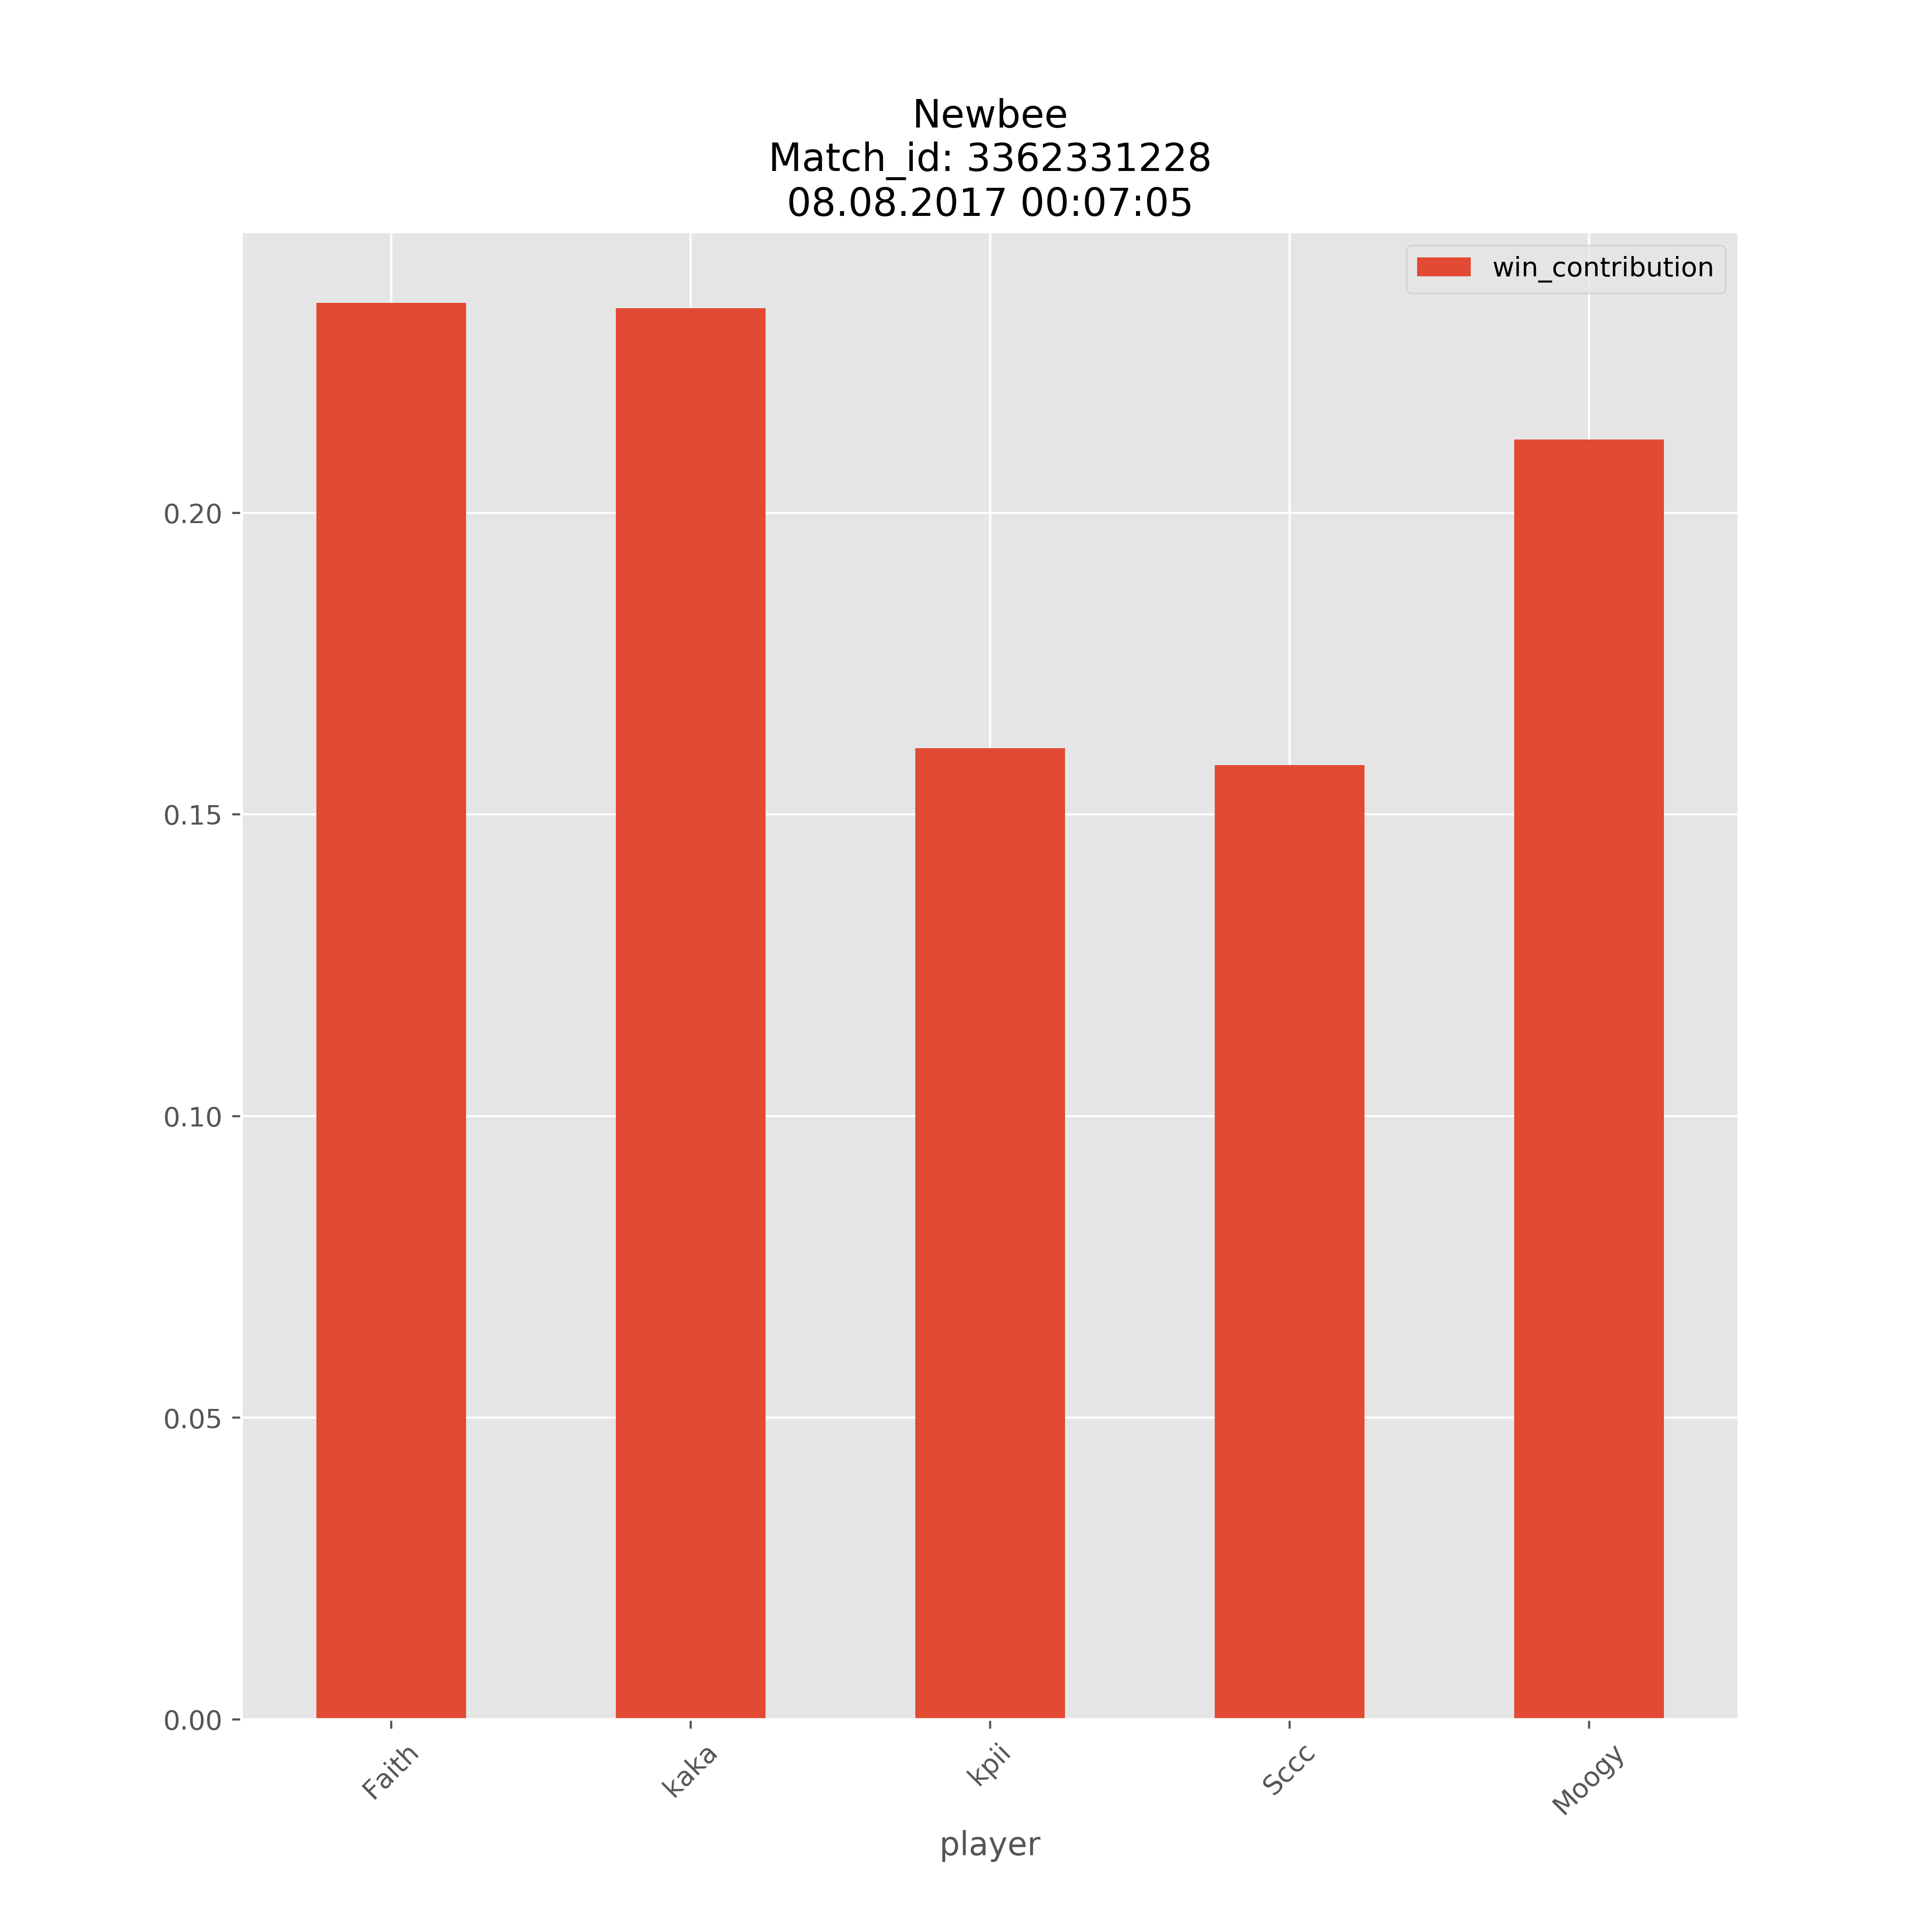 Newbee
Match_id: 3362331228
08.08.2017 00:07:05
win_contribution
0.20
0.15
0.10
0.05
0.00
Faith
kaka
kpii
Sccc
Moogy
player